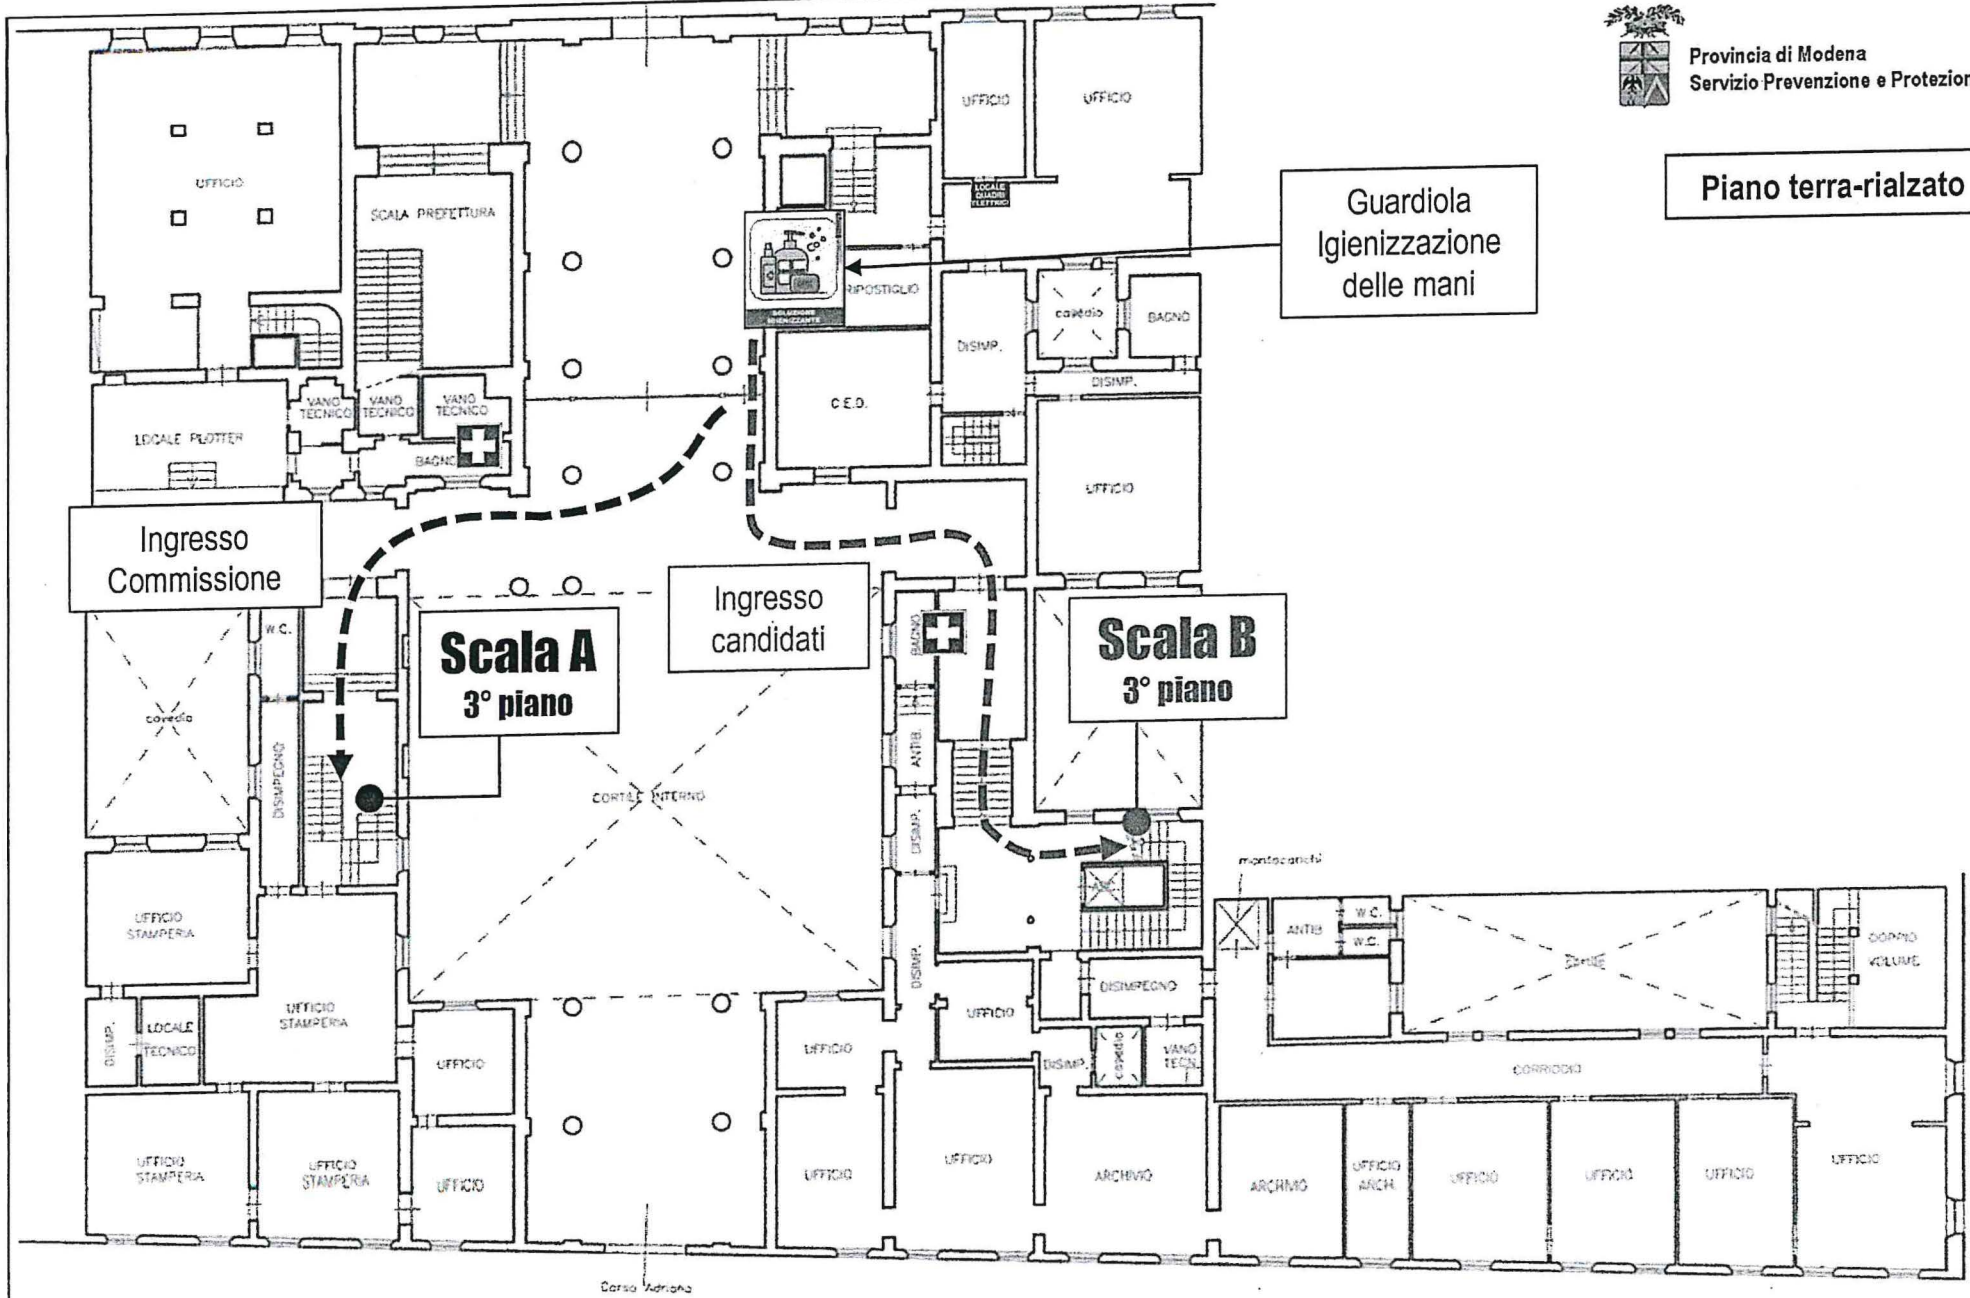 Provincia di Modena
Servizio Prevenzione e Protezion
Piano terra-rialzato
Guardiola
Igienizzazione
delle mani
UFFICIO
UFFICIO
UFFICIO
SCALA PREFETTURA
LOCALE
QUADRI
ELETTRICI
SOLUZIONE
IGIENIZZANTE
RIPOSTIGLIO
cavedio
BAGNO
DISIMP.
DISIMP.
C.E.D.
VANO
TECNICO
VANO
TECNICO
VANO
TECNICO
LOCALE PLOTTER
BAGNO
UFFICIO
Ingresso
Commissione
Ingresso
candidati
Scala A
3° piano
Scala B
3° piano
W.C.
BAGNO
cavedio
DISIMPEGNO
ANTIB.
CORTILE INTERNO
DISIMP.
montacarichi
UFFICIO
STAMPERIA
ANTIB.
W.C.
W.C.
DOPPIO
VOLUME
DISIMP.
DISIMPEGNO
UFFICIO
STAMPERIA
DISIMP.
LOCALE
TECNICO
UFFICIO
UFFICIO
UFFICIO
DISIMP.
cavedio
VANO
TECN.
CORRIDOIO
UFFICIO
STAMPERIA
UFFICIO
STAMPERIA
UFFICIO
UFFICIO
UFFICIO
ARCHIVIO
ARCHIVIO
UFFICIO
ARCH.
UFFICIO
UFFICIO
UFFICIO
UFFICIO